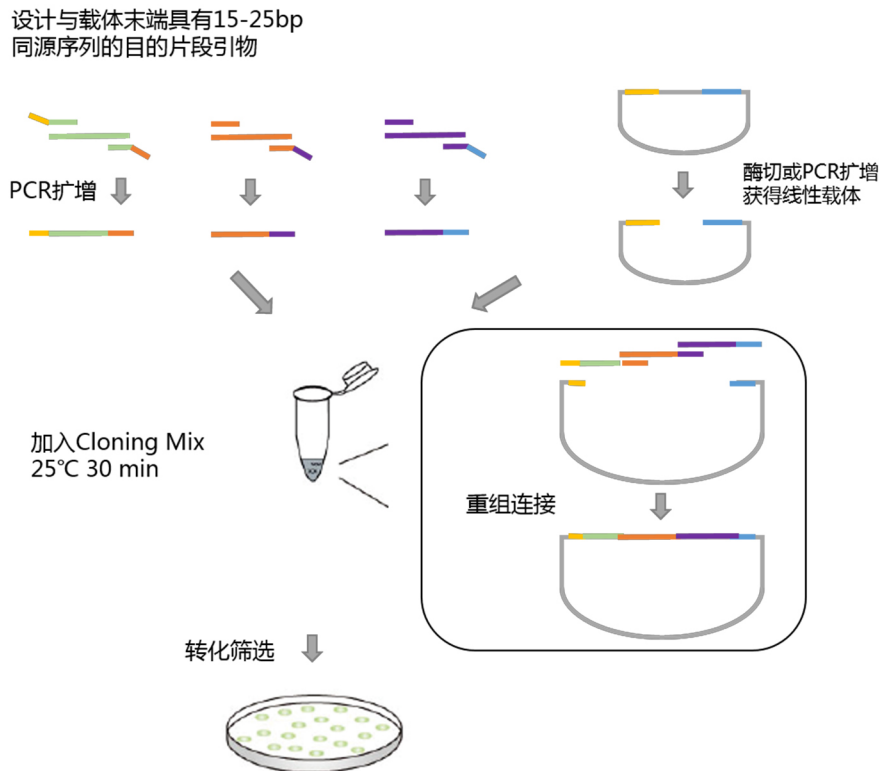 设计与载体末端具有15-25bp
同源序列的目的片段引物
PCR扩增
酶切或PCR扩增
获得线性载体
加入Cloning Mix
25℃ 30 min
重组连接
转化筛选